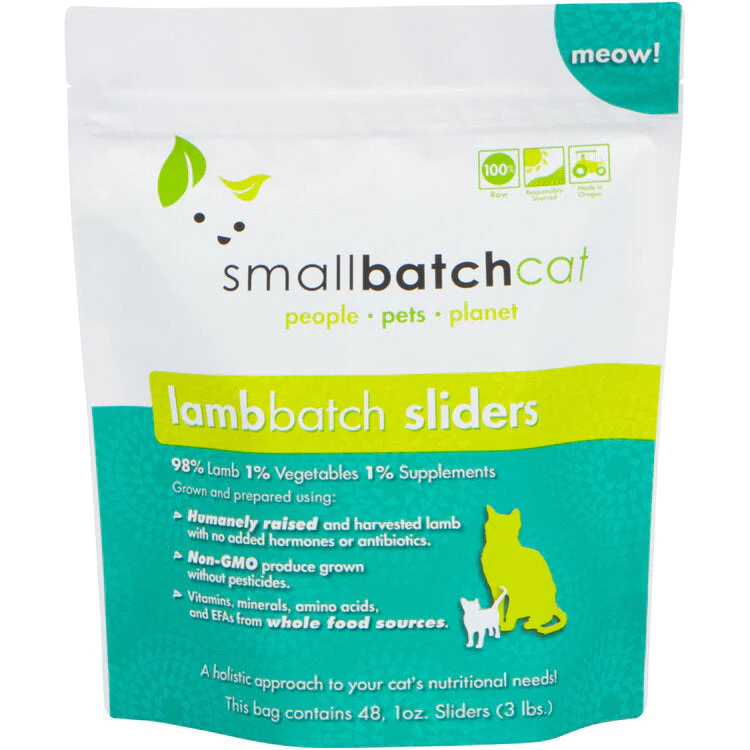 meow!
100%
Raw
Responsibly
Sourced
Made in
Oregon
smallbatchcat
people • pets • planet
lambbatch sliders
98% Lamb 1% Vegetables 1% Supplements
Grown and prepared using:
Humanely raised and harvested lamb
with no added hormones or antibiotics.
Non-GMO produce grown
without pesticides.
Vitamins, minerals, amino acids,
and EFAs from whole food sources.
A holistic approach to your cat's nutritional needs!
This bag contains 48, 1oz. Sliders (3 lbs.)